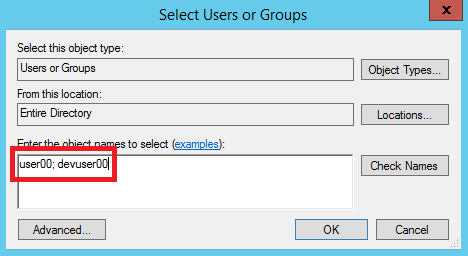 Select Users or Groups
x
Select this object type:
Users or Groups
Object Types...
From this location:
Entire Directory
Locations...
Enter the object names to select (examples):
user00; devuser00
Check Names
Advanced...
OK
Cancel